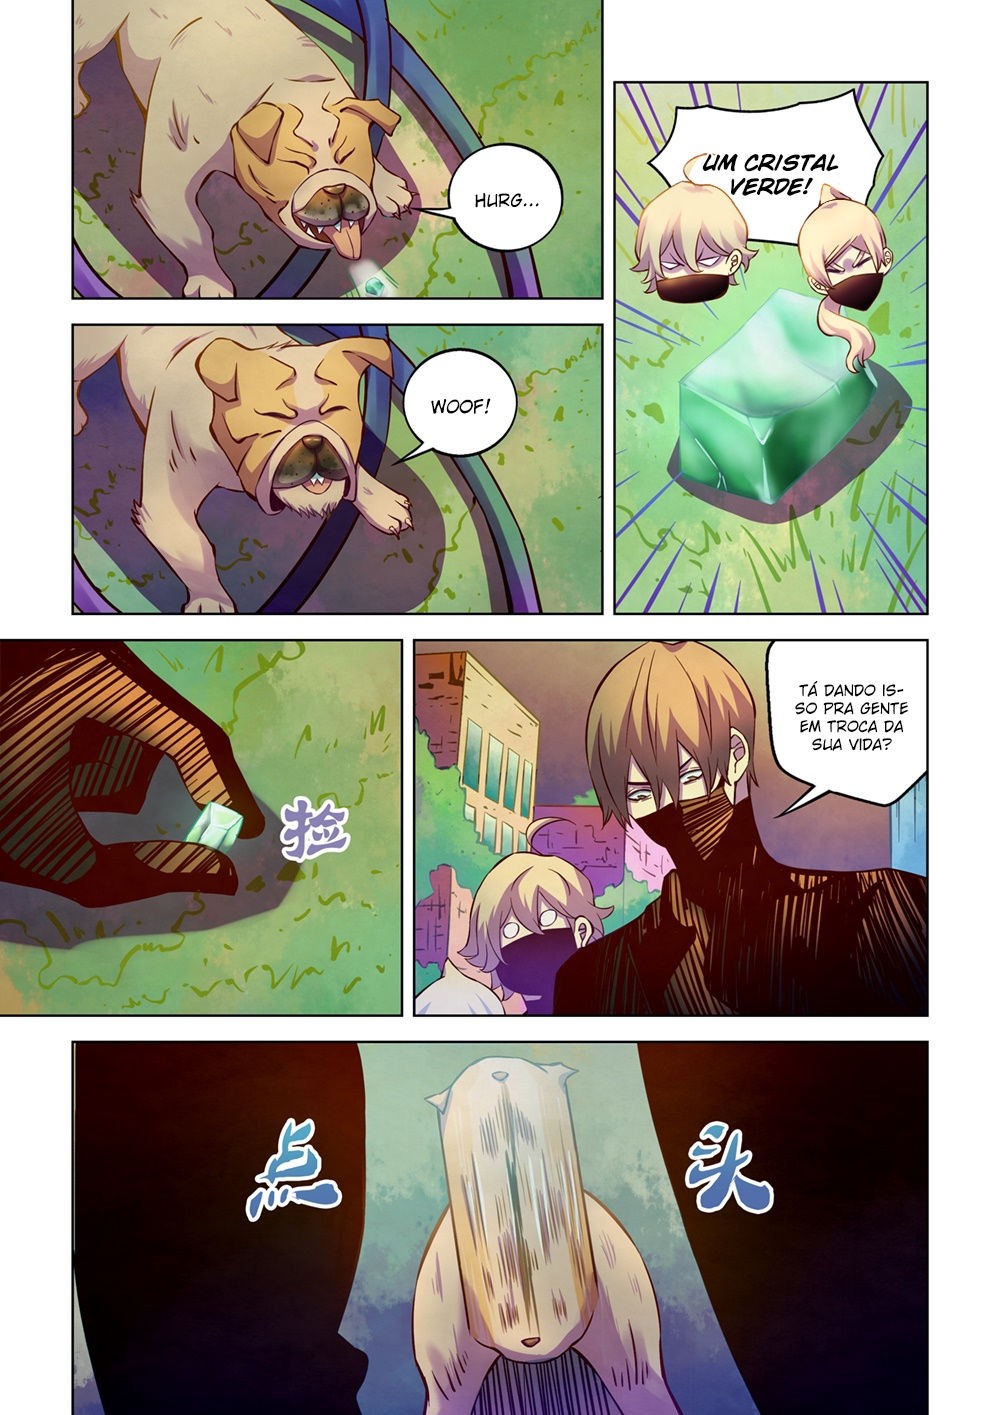 HURG...
UM CRISTAL
VERDE!
WOOF!
捡
TÁ DANDO IS-
SO PRA GENTE
EM TROCA DA
SUA VIDA?
点
头